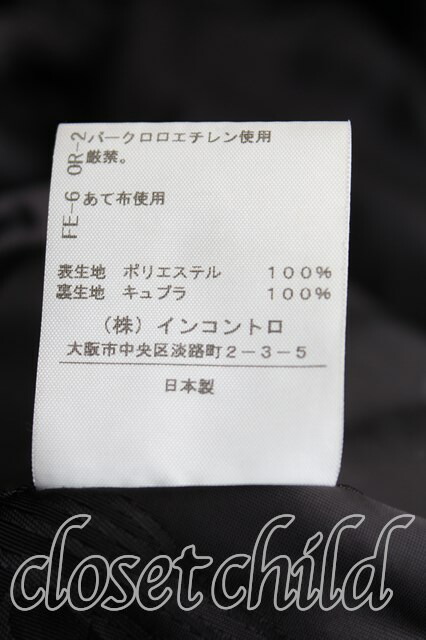 OR-2
パークロロエチレン使用
厳禁。
FE-6
あて布使用
表生地 ポリエステル 100%
裏生地 キュプラ 100%
(株)インコントロ
大阪市中央区淡路町2-3-5
日本製
closet child